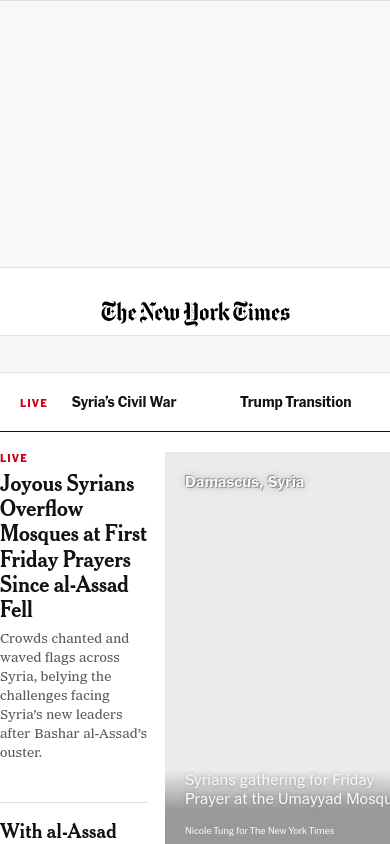 The New York Times
LIVE Syria's Civil War Trump Transition
LIVE
Joyous Syrians
Overflow
Mosques at First
Friday Prayers
Since al-Assad
Fell
Crowds chanted and
waved flags across
Syria, belying the
challenges facing
Syria's new leaders
after Bashar al-Assad's
ouster.
With al-Assad
Damascus, Syria
Syrians gathering for Friday
Prayer at the Umayyad Mosqu
Nicole Tung for The New York Times